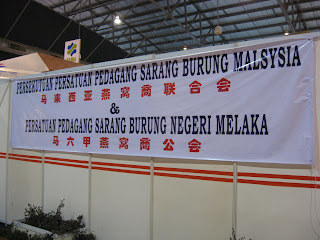 PERSEKUTUAN PERSATUAN PEDAGANG SARANG BURUNG MALSYSIA
马来西亚燕窝商联合会
&
PERSATUAN PEDAGANG SARANG BURUNG NEGERI MELAKA
马六甲燕窝商公会